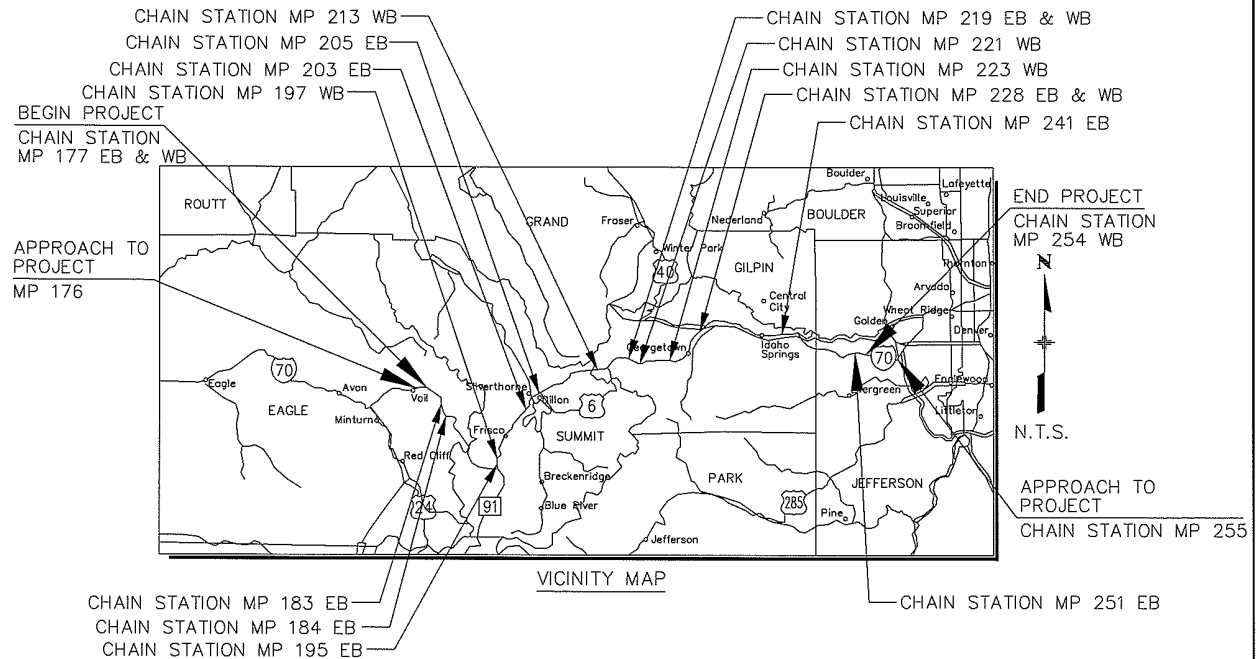 CHAIN STATION MP 213 WB
CHAIN STATION MP 205 EB
CHAIN STATION MP 203 EB
CHAIN STATION MP 197 WB
BEGIN PROJECT
CHAIN STATION
MP 177 EB & WB
APPROACH TO
PROJECT
MP 176
CHAIN STATION MP 219 EB & WB
CHAIN STATION MP 221 WB
CHAIN STATION MP 223 WB
CHAIN STATION MP 228 EB & WB
CHAIN STATION MP 241 EB
END PROJECT
CHAIN STATION
MP 254 WB
N
N.T.S.
APPROACH TO
PROJECT
CHAIN STATION MP 255
ROUTT
GRAND
Fraser
Winter Park
40
Nederland
Boulder
BOULDER
Lafayette
Louisville
Superior
Broomfield
Thornton
GILPIN
Central
City
Arvada
Wheat Ridge
Golden
Denver
Idaho
Springs
Georgetown
70
Englewood
Evergreen
Littleton
Eagle
70
EAGLE
Avon
Vail
Minturn
Red Cliff
24
91
Silverthorne
Dillon
6
Frisco
SUMMIT
Breckenridge
Blue River
PARK
285
JEFFERSON
Pine
Jefferson
VICINITY MAP
CHAIN STATION MP 183 EB
CHAIN STATION MP 184 EB
CHAIN STATION MP 195 EB
CHAIN STATION MP 251 EB